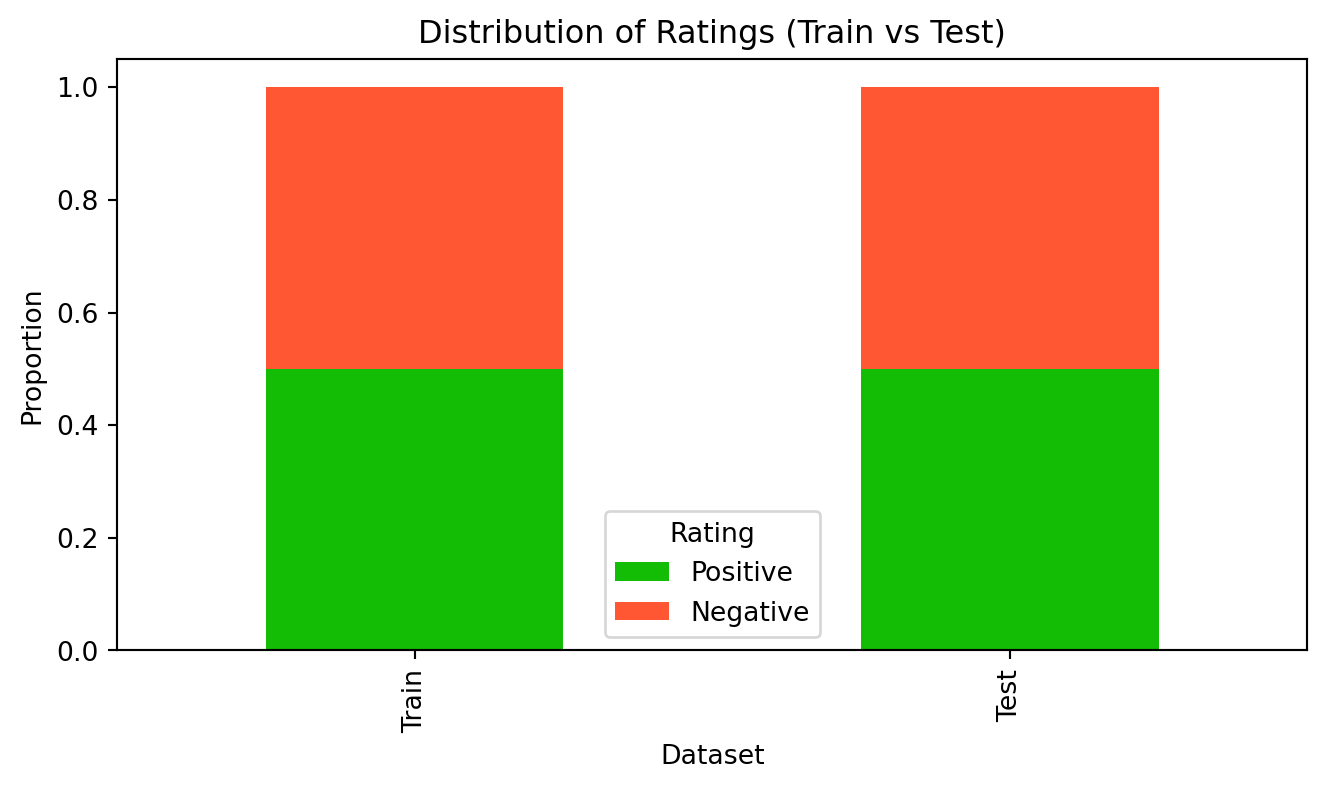 Distribution of Ratings (Train vs Test)
Proportion
1.0
0.8
0.6
0.4
0.2
0.0
Rating
Positive
Negative
Train
Test
Dataset